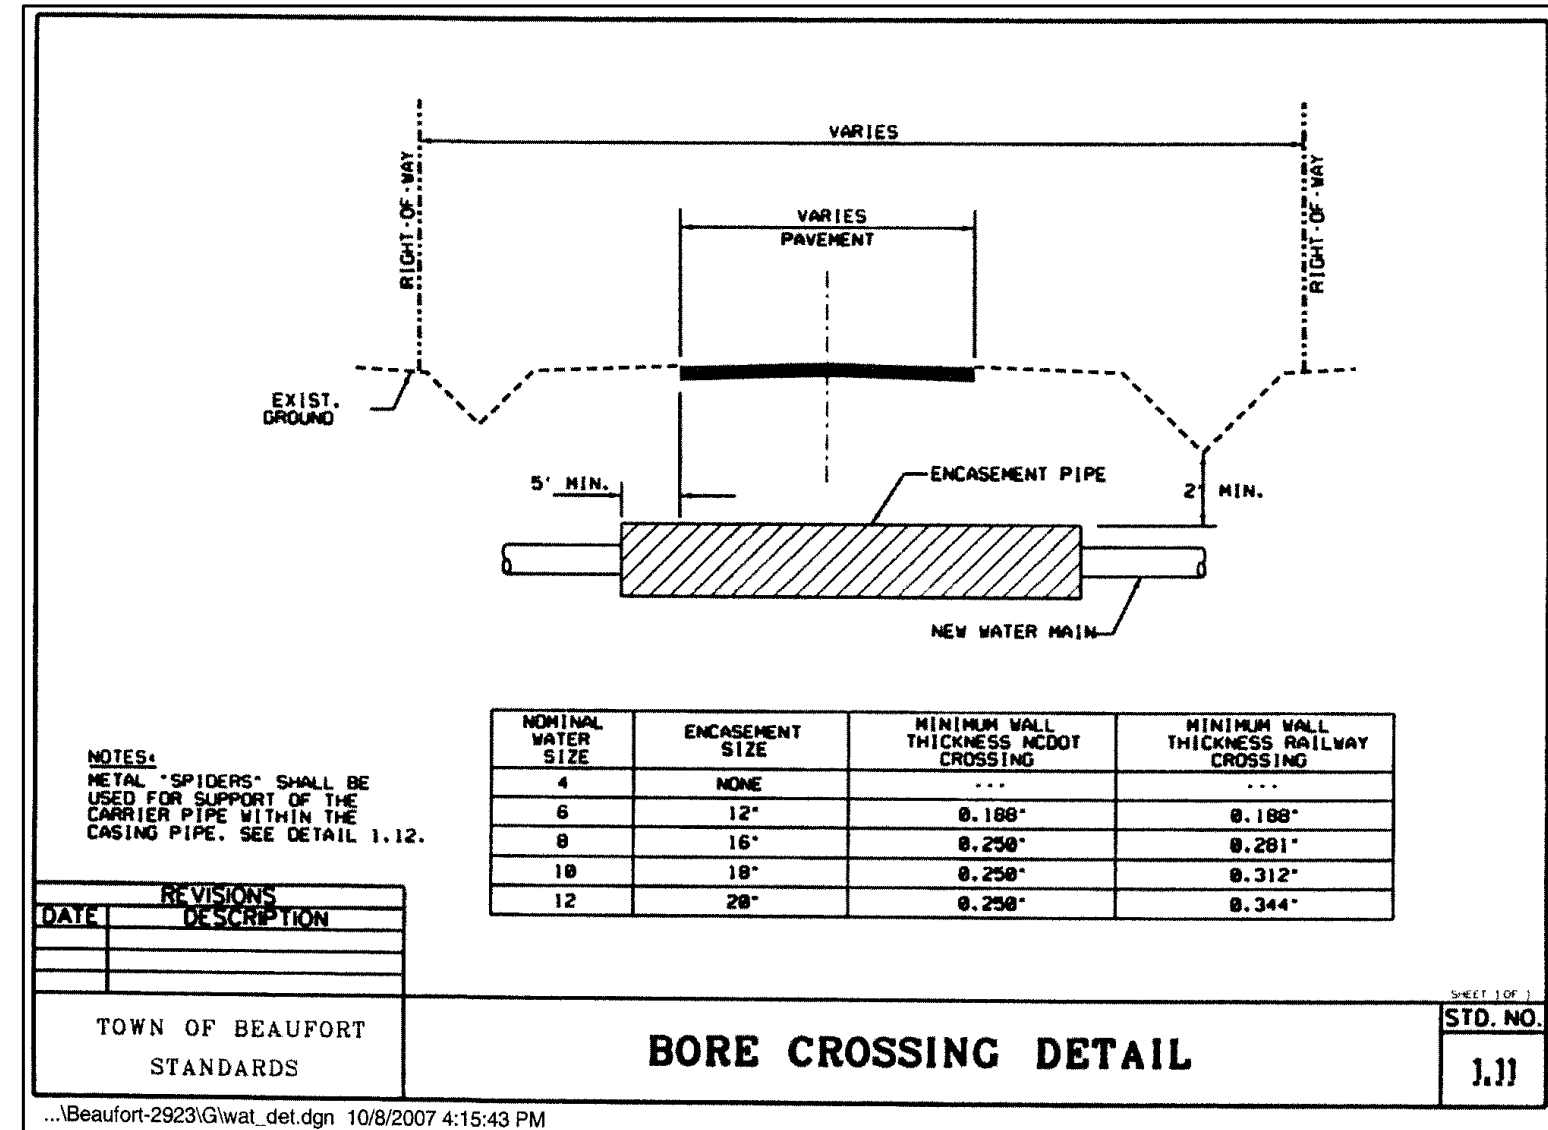 VARIES
RIGHT-OF-WAY
RIGHT-OF-WAY
VARIES
PAVEMENT
EXIST.
GROUND
5' MIN.
ENCASEMENT PIPE
2' MIN.
NEW WATER MAIN
NOMINAL WATER SIZE ENCASEMENT SIZE MINIMUM WALL THICKNESS NCDOT CROSSING MINIMUM WALL THICKNESS RAILWAY CROSSING
4 NONE --- ---
6 12" 0.188" 0.188"
8 16" 0.250" 0.281"
10 18" 0.250" 0.312"
12 20" 0.250" 0.344"
NOTES:
METAL "SPIDERS" SHALL BE
USED FOR SUPPORT OF THE
CARRIER PIPE WITHIN THE
CASING PIPE. SEE DETAIL 1.12.
REVISIONS
DATE DESCRIPTION
TOWN OF BEAUFORT
STANDARDS
BORE CROSSING DETAIL
SHEET 1 OF 1
STD. NO.
1.11
...\Beaufort-2923\G\wat_det.dgn 10/8/2007 4:15:43 PM